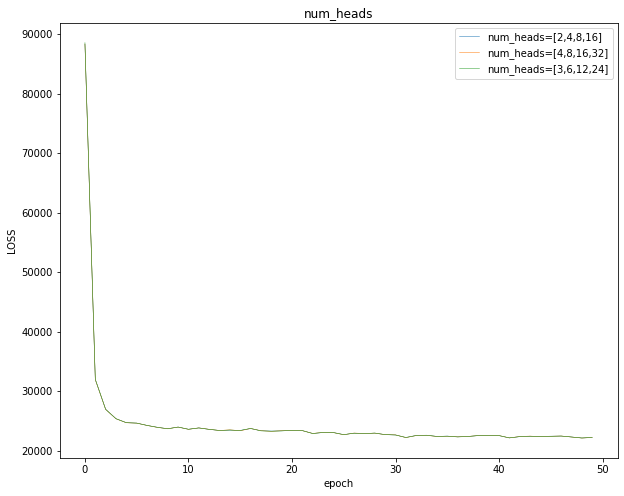 num_heads
num_heads=[2,4,8,16]
num_heads=[4,8,16,32]
num_heads=[3,6,12,24]
90000
80000
70000
60000
50000
40000
30000
20000
LOSS
0 10 20 30 40 50
epoch